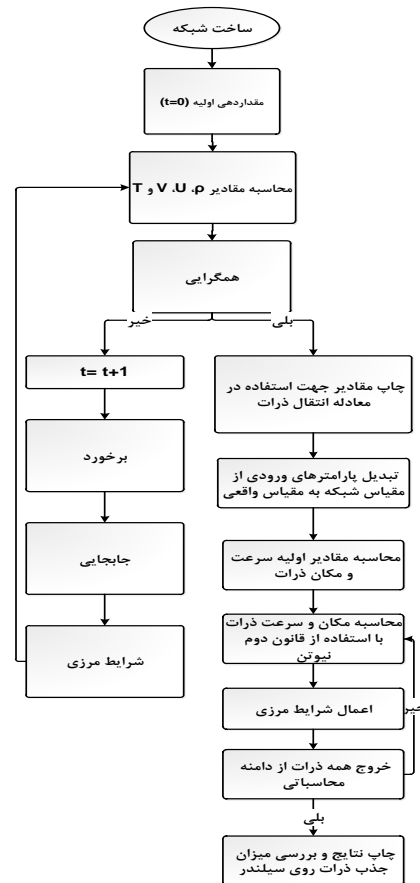 ساخت شبکه
مقداردهی اولیه (t=0)
محاسبه مقادیر ρ، U، V و T
همگرایی
خیر
بلی
t= t+1
برخورد
جابجایی
شرایط مرزی
چاپ مقادیر جهت استفاده در
معادله انتقال ذرات
تبدیل پارامترهای ورودی از
مقیاس شبکه به مقیاس واقعی
محاسبه مقادیر اولیه سرعت
و مکان ذرات
محاسبه مکان و سرعت ذرات
با استفاده از قانون دوم
نیوتن
اعمال شرایط مرزی
خیر
خروج همه ذرات از دامنه
محاسباتی
بلی
چاپ نتایج و بررسی میزان
جذب ذرات روی سیلندر